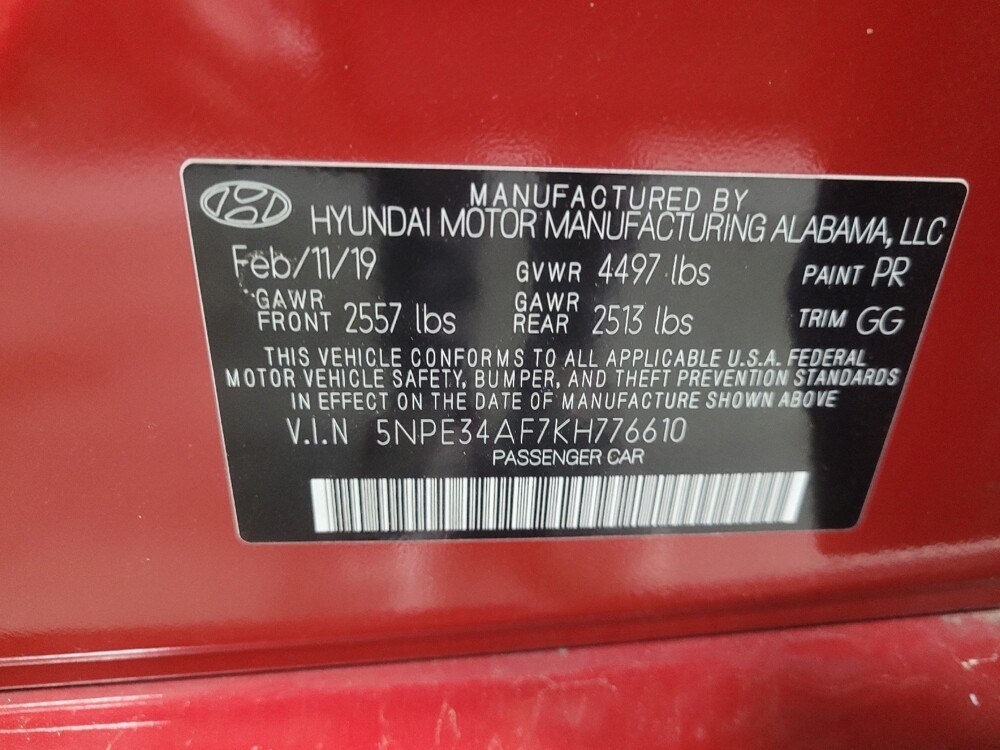 MANUFACTURED BY
HYUNDAI MOTOR MANUFACTURING ALABAMA, LLC
Feb/11/19 GVWR 4497 lbs PAINT PR
GAWR FRONT 2557 lbs GAWR REAR 2513 lbs TRIM GG
THIS VEHICLE CONFORMS TO ALL APPLICABLE U.S.A. FEDERAL
MOTOR VEHICLE SAFETY, BUMPER, AND THEFT PREVENTION STANDARDS
IN EFFECT ON THE DATE OF MANUFACTURE SHOWN ABOVE
V.I.N 5NPE34AF7KH776610
PASSENGER CAR